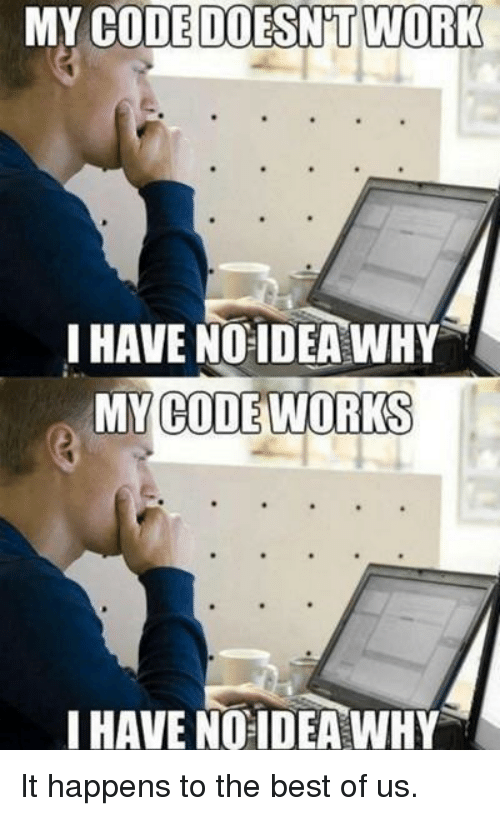 MY CODE DOESN'T WORK
I HAVE NO IDEA WHY
MY CODE WORKS
I HAVE NO IDEA WHY
It happens to the best of us.